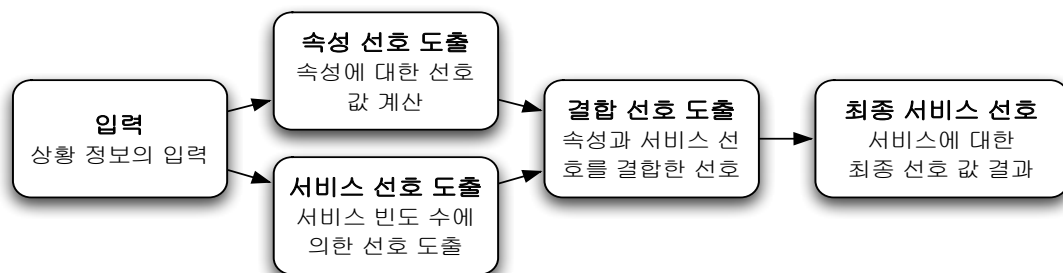 입력
상황 정보의 입력
속성 선호 도출
속성에 대한 선호
값 계산
서비스 선호 도출
서비스 빈도 수에
의한 선호 도출
결합 선호 도출
속성과 서비스 선
호를 결합한 선호
최종 서비스 선호
서비스에 대한
최종 선호 값 결과